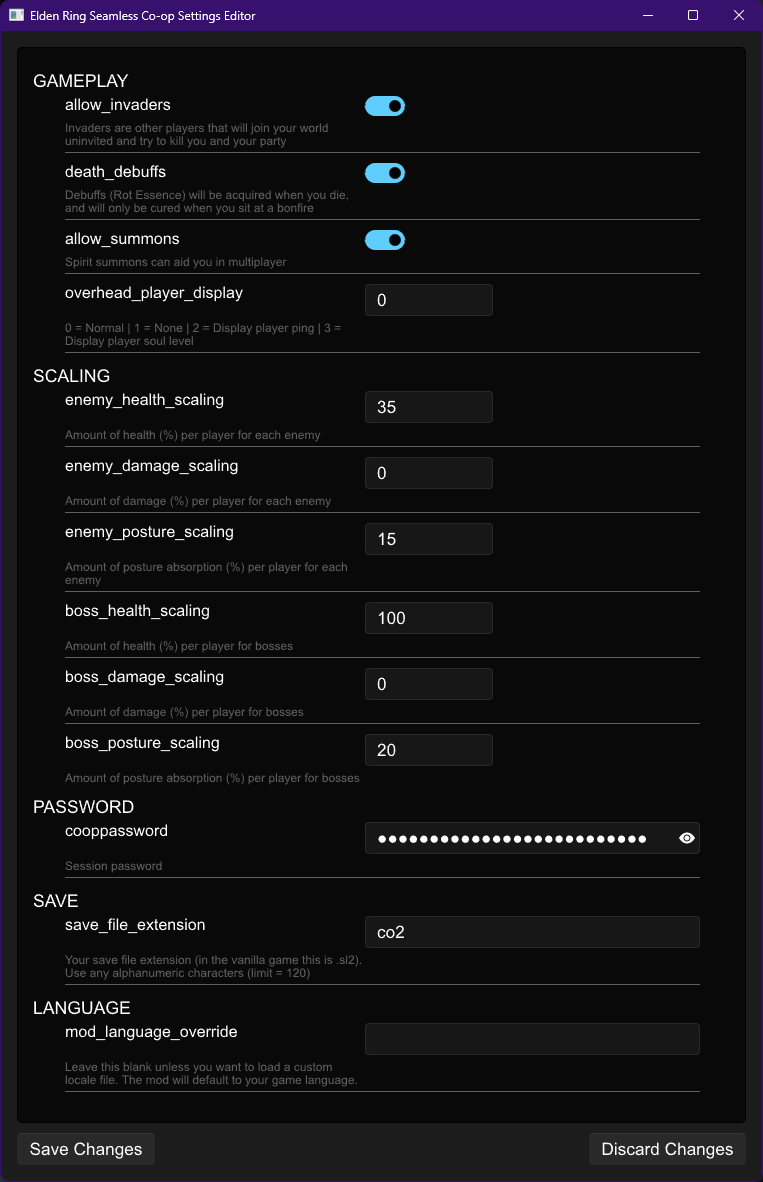 Elden Ring Seamless Co-op Settings Editor
GAMEPLAY
allow_invaders
Invaders are other players that will join your world
uninvited and try to kill you and your party
death_debuffs
Debuffs (Rot Essence) will be acquired when you die,
and will only be cured when you sit at a bonfire
allow_summons
Spirit summons can aid you in multiplayer
overhead_player_display
0
0 = Normal | 1 = None | 2 = Display player ping | 3 =
Display player soul level
SCALING
enemy_health_scaling
35
Amount of health (%) per player for each enemy
enemy_damage_scaling
0
Amount of damage (%) per player for each enemy
enemy_posture_scaling
15
Amount of posture absorption (%) per player for each
enemy
boss_health_scaling
100
Amount of health (%) per player for bosses
boss_damage_scaling
0
Amount of damage (%) per player for bosses
boss_posture_scaling
20
Amount of posture absorption (%) per player for bosses
PASSWORD
cooppassword
●●●●●●●●●●●●●●●●●●●●●●●●●●
Session password
SAVE
save_file_extension
co2
Your save file extension (in the vanilla game this is .sl2).
Use any alphanumeric characters (limit = 120)
LANGUAGE
mod_language_override
Leave this blank unless you want to load a custom
locale file. The mod will default to your game language.
Save Changes
Discard Changes